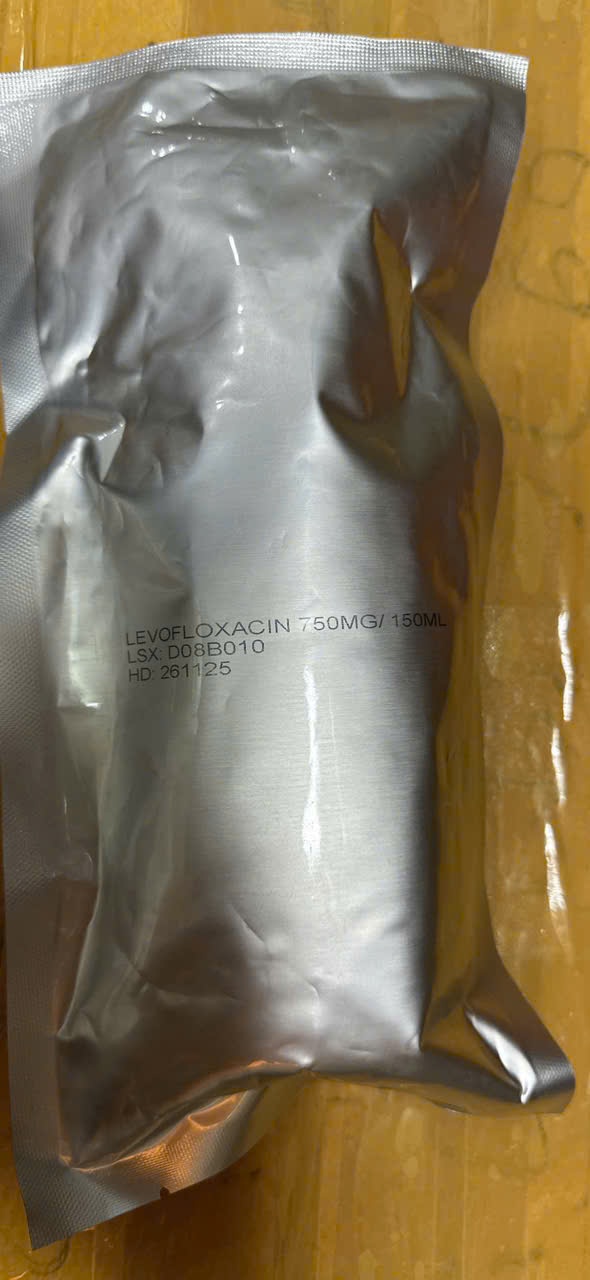 LEVOFLOXACIN 750MG/ 150ML
LSX: D08B010
HD: 261125